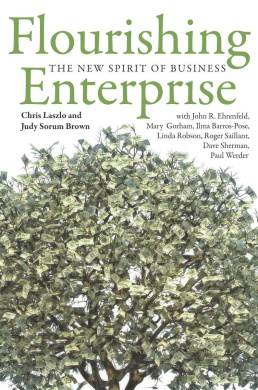 Flourishing
THE NEW SPIRIT OF BUSINESS
Enterprise
Chris Laszlo and
Judy Sorum Brown
with John R. Ehrenfeld,
Mary Gorham, Ilma Barros-Pose,
Linda Robson, Roger Saillant,
Dave Sherman,
Paul Werder